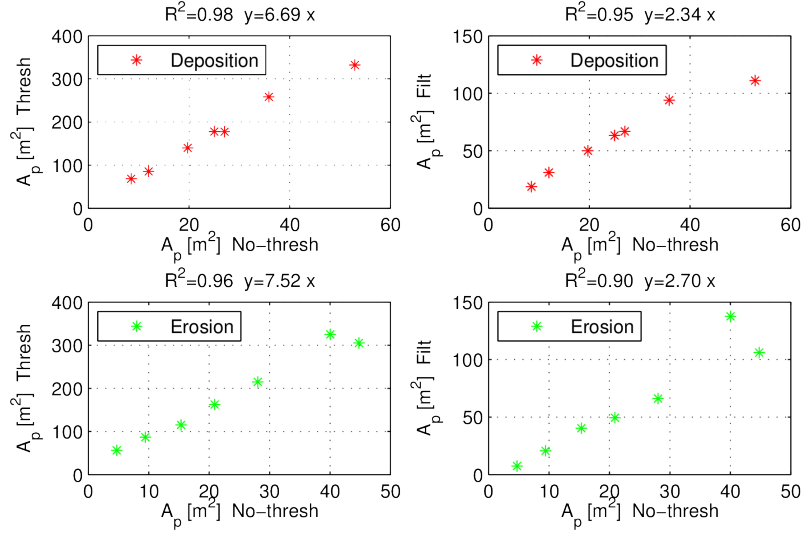 R²=0.98 y=6.69 x
400
300
200
100
0
A_p [m²] Thresh
Deposition
0 20 40 60
A_p [m²] No-thresh
R²=0.95 y=2.34 x
150
100
50
0
A_p [m²] Filt
Deposition
0 20 40 60
A_p [m²] No-thresh
R²=0.96 y=7.52 x
400
300
200
100
0
A_p [m²] Thresh
Erosion
0 10 20 30 40 50
A_p [m²] No-thresh
R²=0.90 y=2.70 x
150
100
50
0
A_p [m²] Filt
Erosion
0 10 20 30 40 50
A_p [m²] No-thresh